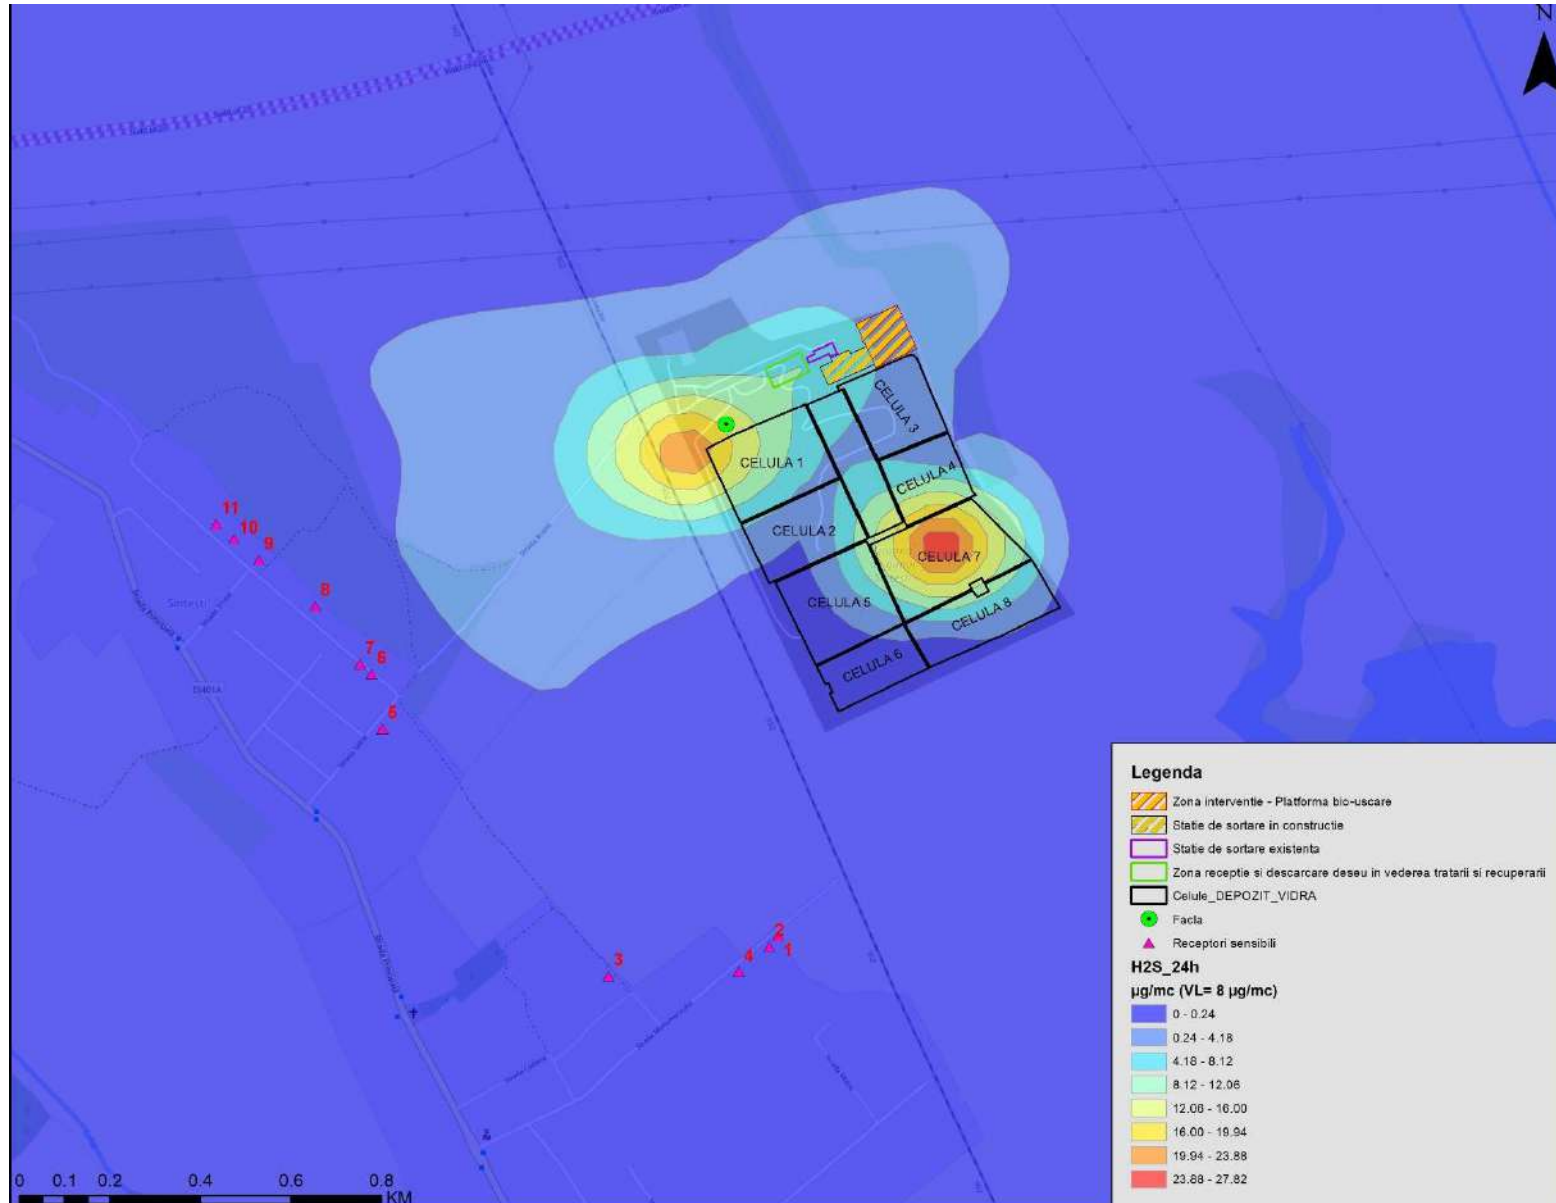 N
CELULA 3
CELULA 1
CELULA 4
CELULA 2
CELULA 7
CELULA 5
CELULA 8
CELULA 6
11
10
9
8
7
6
5
2
1
3
4
DJ401A
Legenda
Zona interventie - Platforma bio-uscare
Statie de sortare in constructie
Statie de sortare existenta
Zona receptie si descarcare deseu in vederea tratarii si recuperarii
Celule_DEPOZIT_VIDRA
Facla
Receptori sensibili
H2S_24h
µg/mc (VL= 8 µg/mc)
0 - 0.24
0.24 - 4.18
4.18 - 8.12
8.12 - 12.06
12.06 - 16.00
16.00 - 19.94
19.94 - 23.88
23.88 - 27.82
0 0.1 0.2 0.4 0.6 0.8
KM